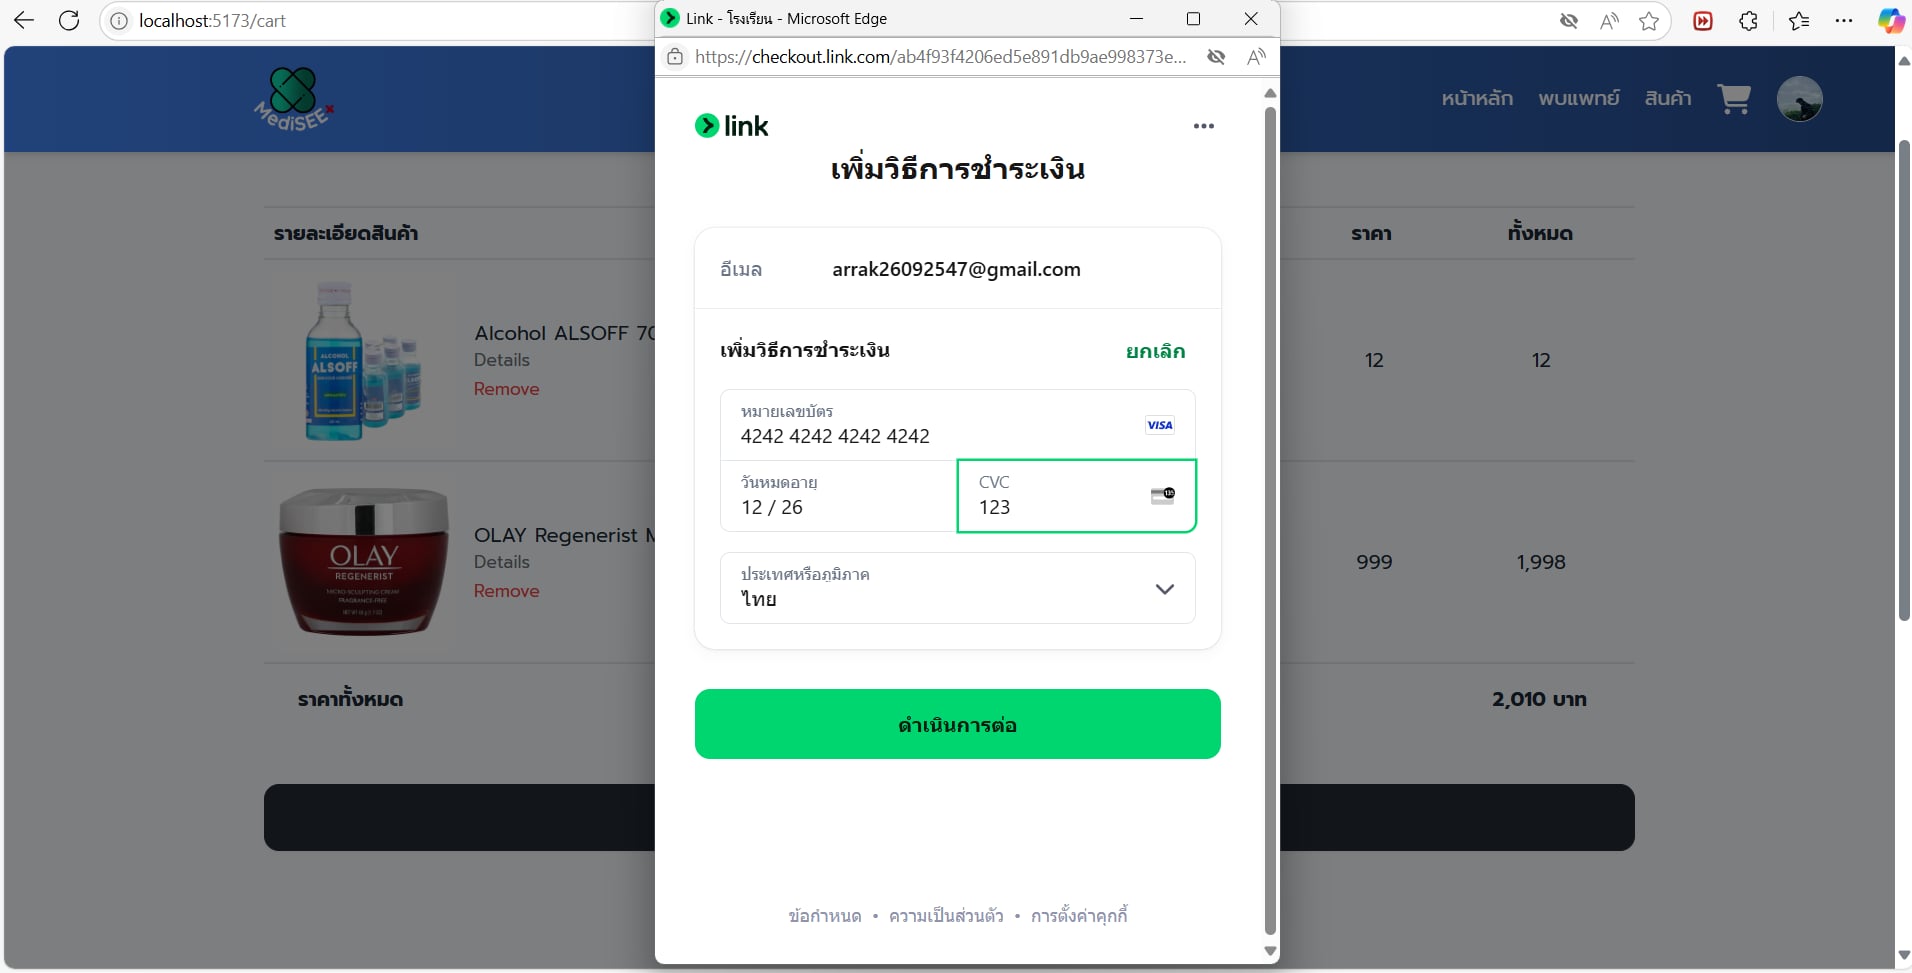 localhost:5173/cart
Link - โรงเรียน - Microsoft Edge
https://checkout.link.com/ab4f93f4206ed5e891db9ae998373e...
MediSEE
หน้าหลัก พบแพทย์ สินค้า
link
เพิ่มวิธีการชำระเงิน
อีเมล arrak26092547@gmail.com
เพิ่มวิธีการชำระเงิน ยกเลิก
หมายเลขบัตร
4242 4242 4242 4242
VISA
วันหมดอายุ
12 / 26
CVC
123
135
ประเทศหรือภูมิภาค
ไทย
ดำเนินการต่อ
ข้อกำหนด • ความเป็นส่วนตัว • การตั้งค่าคุกกี้
รายละเอียดสินค้า ราคา ทั้งหมด
ALCOHOL
ALSOFF
Alcohol ALSOFF 70
Details
Remove
12 12
OLAY
REGENERIST
MICRO-SCULPTING CREAM
FRAGRANCE-FREE
OLAY Regenerist M
Details
Remove
999 1,998
ราคาทั้งหมด 2,010 บาท